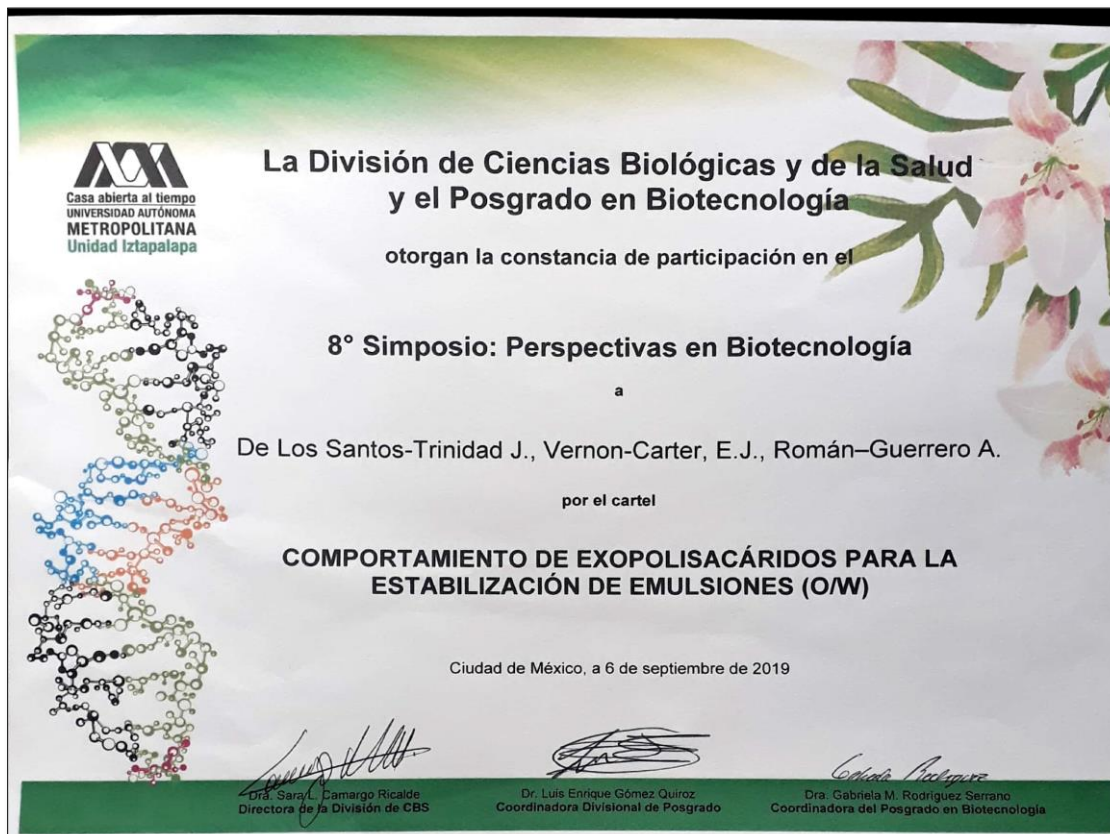 Casa abierta al tiempo
UNIVERSIDAD AUTÓNOMA
METROPOLITANA
Unidad Iztapalapa
La División de Ciencias Biológicas y de la Salud
y el Posgrado en Biotecnología
otorgan la constancia de participación en el
8° Simposio: Perspectivas en Biotecnología
a
De Los Santos-Trinidad J., Vernon-Carter, E.J., Román–Guerrero A.
por el cartel
COMPORTAMIENTO DE EXOPOLISACÁRIDOS PARA LA
ESTABILIZACIÓN DE EMULSIONES (O/W)
Ciudad de México, a 6 de septiembre de 2019
Dra. Sara L. Camargo Ricalde
Directora de la División de CBS
Dr. Luis Enrique Gómez Quiroz
Coordinadora Divisional de Posgrado
Dra. Gabriela M. Rodriguez Serrano
Coordinadora del Posgrado en Biotecnología